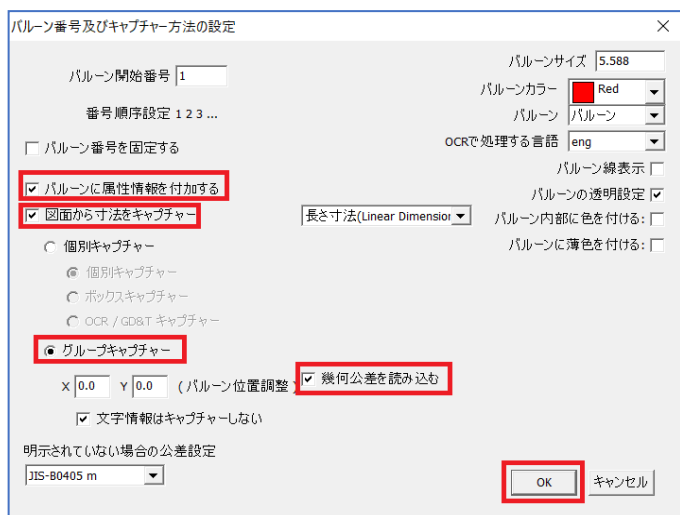 バルーン番号及びキャプチャー方法の設定
バルーン開始番号 1
番号順序設定 1 2 3 ...
バルーン番号を固定する
バルーンに属性情報を付加する
図面から寸法をキャプチャー
長さ寸法(Linear Dimension
個別キャプチャー
個別キャプチャー
ボックスキャプチャー
OCR / GD&T キャプチャー
グループキャプチャー
X 0.0 Y 0.0 (バルーン位置調整)
幾何公差を読み込む
文字情報はキャプチャーしない
明示されていない場合の公差設定
JIS-B0405 m
バルーンサイズ 5.588
バルーンカラー Red
バルーン バルーン
OCRで処理する言語 eng
バルーン線表示
バルーンの透明設定
バルーン内部に色を付ける:
バルーンに薄色を付ける:
OK
キャンセル